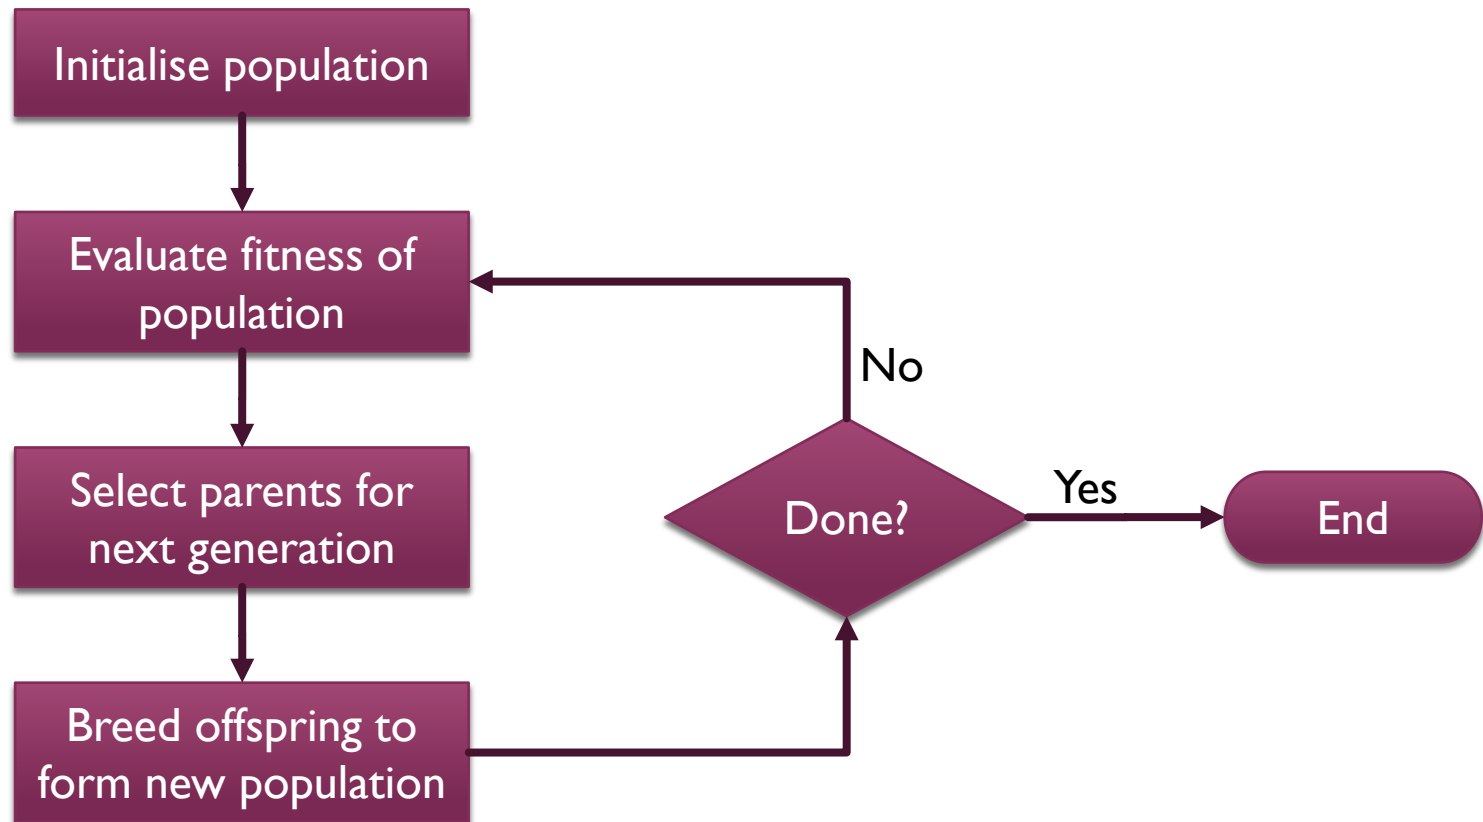 Initialise population
Evaluate fitness of
population
No
Select parents for
next generation
Yes
Done?
End
Breed offspring to
form new population